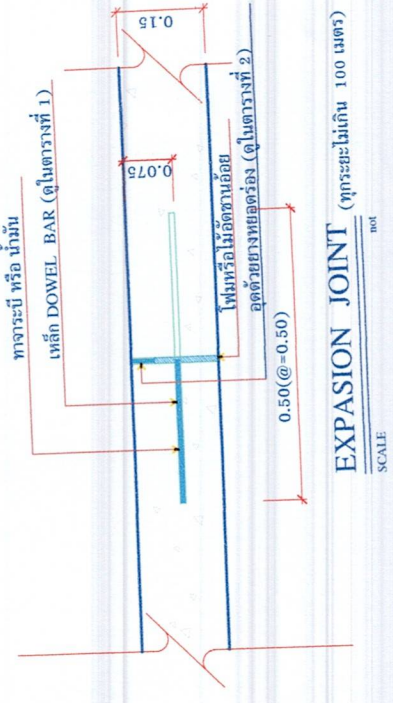 ทาจาระบี หรือ น้ำมัน
เหล็ก DOWEL BAR (ดูในตารางที่ 1)
0.15
0.075
โฟมหรือไม้อัดชานอ้อย
อุดด้วยยางหยอดร่อง (ดูในตารางที่ 2)
0.50(@=0.50)
EXPASION JOINT (ทุกระยะไม่เกิน 100 เมตร)
SCALE not